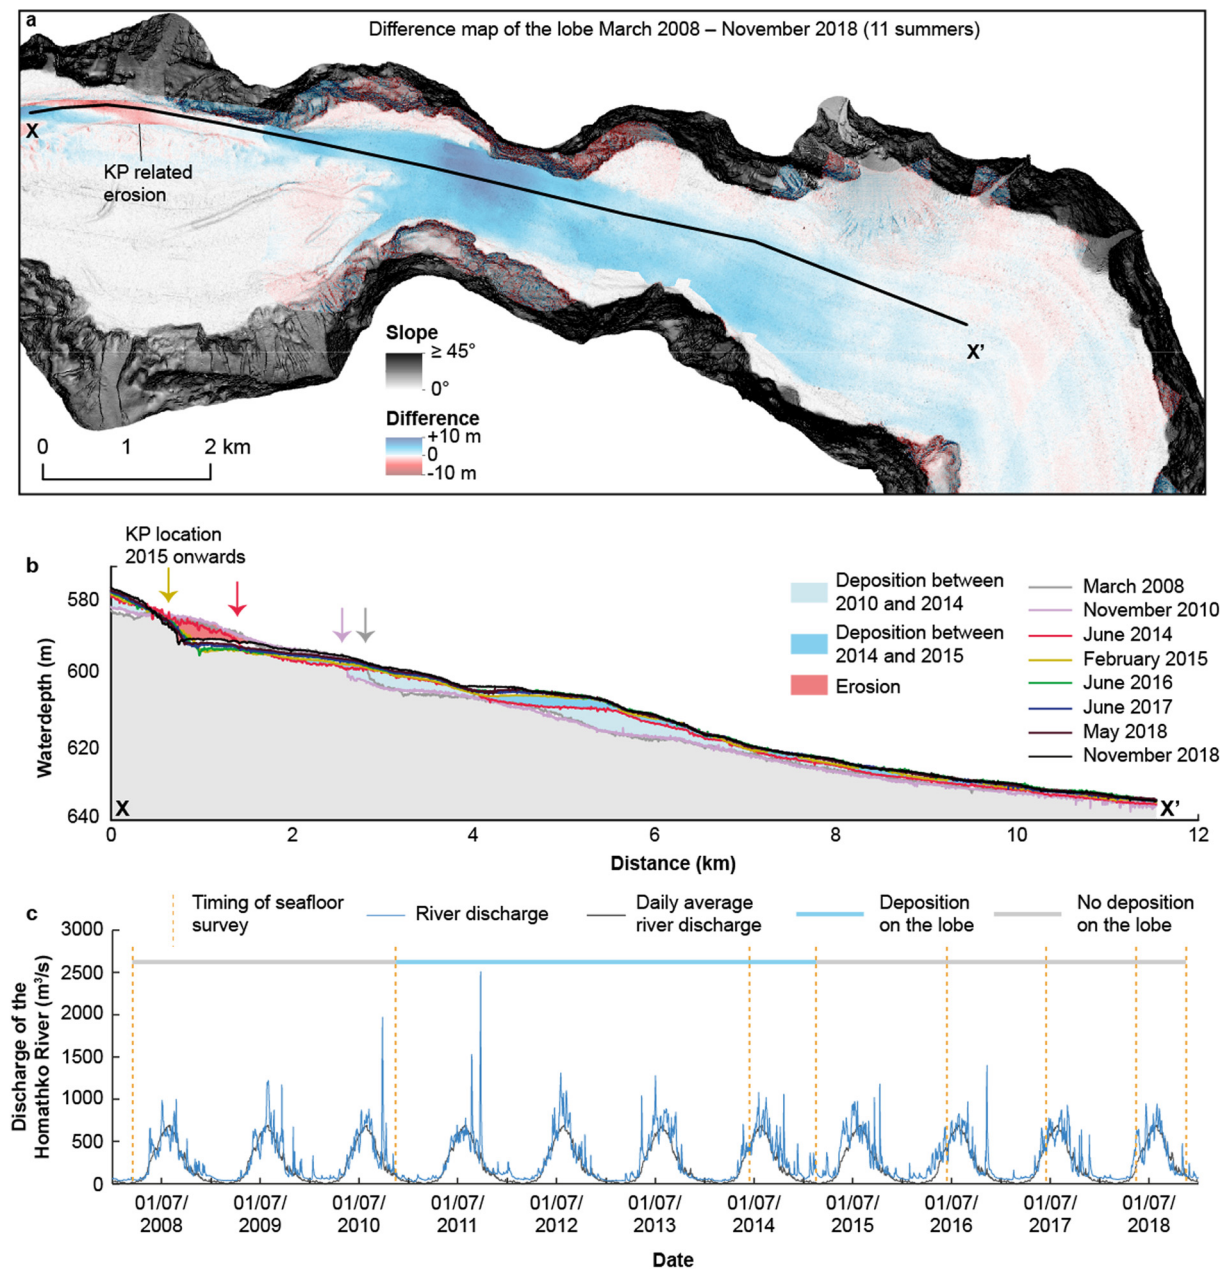 a
Difference map of the lobe March 2008 – November 2018 (11 summers)
X
KP related
erosion
X'
Slope
≥ 45°
0°
Difference
+10 m
0
-10 m
0 1 2 km
b
KP location
2015 onwards
Waterdepth (m)
580
600
620
640
X
X'
0 2 4 6 8 10 12
Distance (km)
Deposition between
2010 and 2014
Deposition between
2014 and 2015
Erosion
March 2008
November 2010
June 2014
February 2015
June 2016
June 2017
May 2018
November 2018
c
Timing of seafloor
survey
River discharge
Daily average
river discharge
Deposition
on the lobe
No deposition
on the lobe
Discharge of the
Homathko River (m³/s)
3000
2500
2000
1500
1000
500
0
01/07/ 01/07/ 01/07/ 01/07/ 01/07/ 01/07/ 01/07/ 01/07/ 01/07/ 01/07/ 01/07/
2008 2009 2010 2011 2012 2013 2014 2015 2016 2017 2018
Date